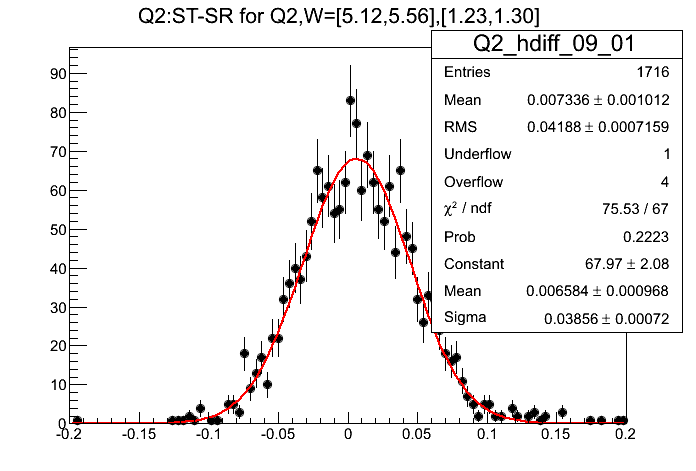 Q2:ST-SR for Q2,W=[5.12,5.56],[1.23,1.30]
Q2_hdiff_09_01
Entries 1716
Mean 0.007336 ± 0.001012
RMS 0.04188 ± 0.0007159
Underflow 1
Overflow 4
χ² / ndf 75.53 / 67
Prob 0.2223
Constant 67.97 ± 2.08
Mean 0.006584 ± 0.000968
Sigma 0.03856 ± 0.00072
90
80
70
60
50
40
30
20
10
0
-0.2 -0.15 -0.1 -0.05 0 0.05 0.1 0.15 0.2